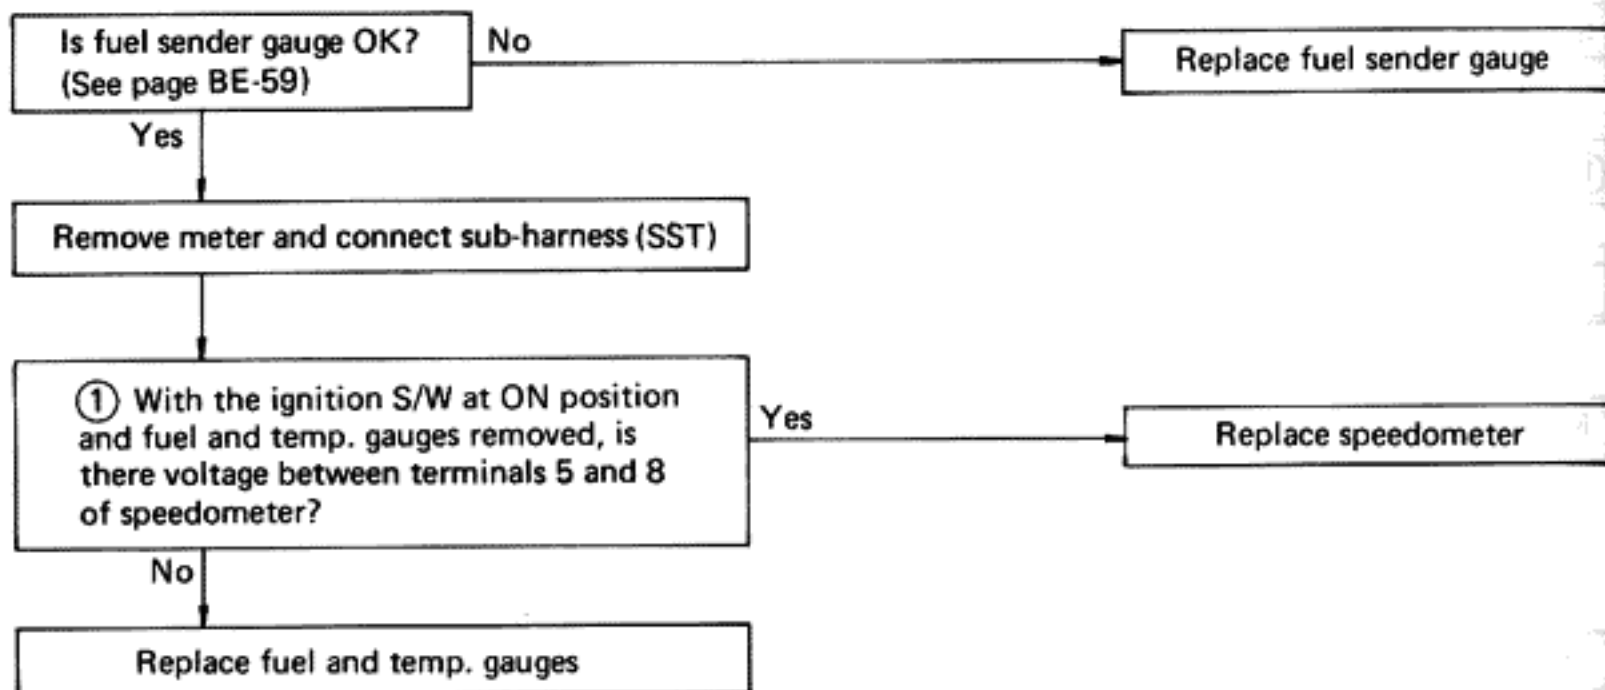 Is fuel sender gauge OK?
(See page BE-59)
No
Replace fuel sender gauge
Yes
Remove meter and connect sub-harness (SST)
① With the ignition S/W at ON position
and fuel and temp. gauges removed, is
there voltage between terminals 5 and 8
of speedometer?
Yes
Replace speedometer
No
Replace fuel and temp. gauges